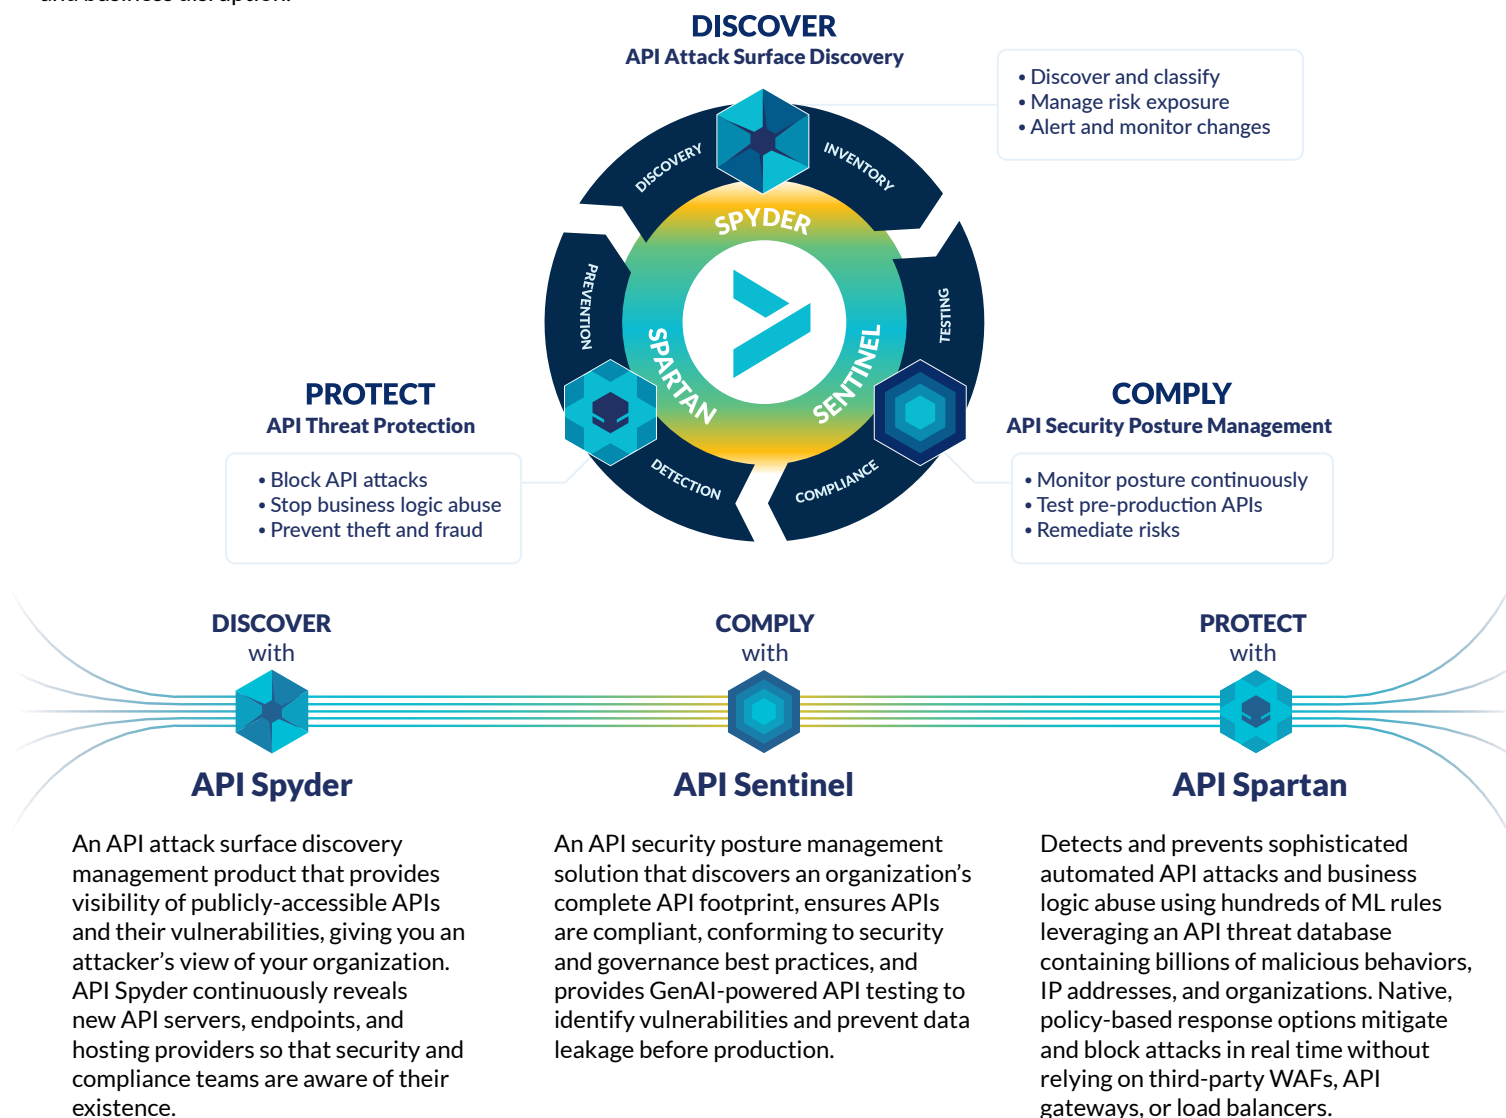 and business disruption.
DISCOVER
API Attack Surface Discovery
• Discover and classify
• Manage risk exposure
• Alert and monitor changes
DISCOVERY
INVENTORY
SPYDER
PREVENTION
TESTING
SPARTAN
SENTINEL
DETECTION
COMPLIANCE
PROTECT
API Threat Protection
• Block API attacks
• Stop business logic abuse
• Prevent theft and fraud
COMPLY
API Security Posture Management
• Monitor posture continuously
• Test pre-production APIs
• Remediate risks
DISCOVER
with
API Spyder
An API attack surface discovery
management product that provides
visibility of publicly-accessible APIs
and their vulnerabilities, giving you an
attacker’s view of your organization.
API Spyder continuously reveals
new API servers, endpoints, and
hosting providers so that security and
compliance teams are aware of their
existence.
COMPLY
with
API Sentinel
An API security posture management
solution that discovers an organization’s
complete API footprint, ensures APIs
are compliant, conforming to security
and governance best practices, and
provides GenAI-powered API testing to
identify vulnerabilities and prevent data
leakage before production.
PROTECT
with
API Spartan
Detects and prevents sophisticated
automated API attacks and business
logic abuse using hundreds of ML rules
leveraging an API threat database
containing billions of malicious behaviors,
IP addresses, and organizations. Native,
policy-based response options mitigate
and block attacks in real time without
relying on third-party WAFs, API
gateways, or load balancers.